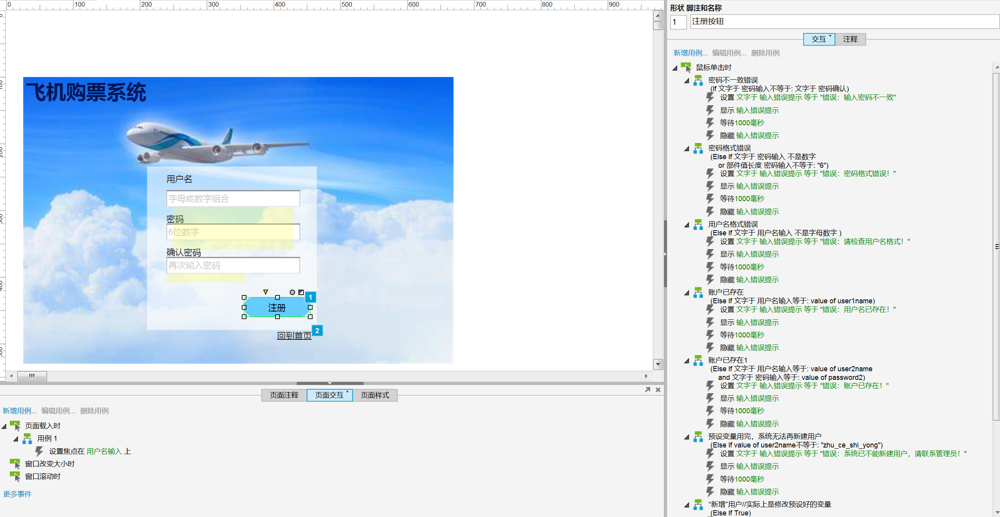 0 100 200 300 400 500 600 700 800 900
0
100
200
300
400
500
飞机购票系统
用户名
字母或数字组合
密码
6位数字
确认密码
再次输入密码
注册
1
回到首页
2
页面注释 页面交互 * 页面样式
新增用例... 编辑用例... 删除用例
页面载入时
用例 1
设置焦点在 用户名输入 上
窗口改变大小时
窗口滚动时
更多事件
形状 脚注和名称
1 注册按钮
交互 * 注释
新增用例... 编辑用例... 删除用例
鼠标单击时
密码不一致错误
(If 文字于 密码输入不等于: 文字于 密码确认)
设置 文字于 输入错误提示 等于 "错误：输入密码不一致"
显示 输入错误提示
等待1000毫秒
隐藏 输入错误提示
密码格式错误
(Else If 文字于 密码输入 不是数字
or 部件值长度 密码输入不等于: "6")
设置 文字于 输入错误提示 等于 "错误：密码格式错误！"
显示 输入错误提示
等待1000毫秒
隐藏 输入错误提示
用户名格式错误
(Else If 文字于 用户名输入 不是字母数字 )
设置 文字于 输入错误提示 等于 "错误：请检查用户名格式！"
显示 输入错误提示
等待1000毫秒
隐藏 输入错误提示
账户已存在
(Else If 文字于 用户名输入等于: value of user1name)
设置 文字于 输入错误提示 等于 "错误：用户名已存在！"
显示 输入错误提示
等待1000毫秒
隐藏 输入错误提示
账户已存在1
(Else If 文字于 用户名输入等于: value of user2name
and 文字于 密码输入等于: value of password2)
设置 文字于 输入错误提示 等于 "错误：账户已存在！"
显示 输入错误提示
等待1000毫秒
隐藏 输入错误提示
预设变量用完，系统无法再新建用户
(Else If value of user2name不等于: "zhu_ce_shi_yong")
设置 文字于 输入错误提示 等于 "错误：系统已不能新建用户，请联系管理员！"
显示 输入错误提示
等待1000毫秒
隐藏 输入错误提示
“新增”用户//实际上是修改预设好的变量
(Else If True)